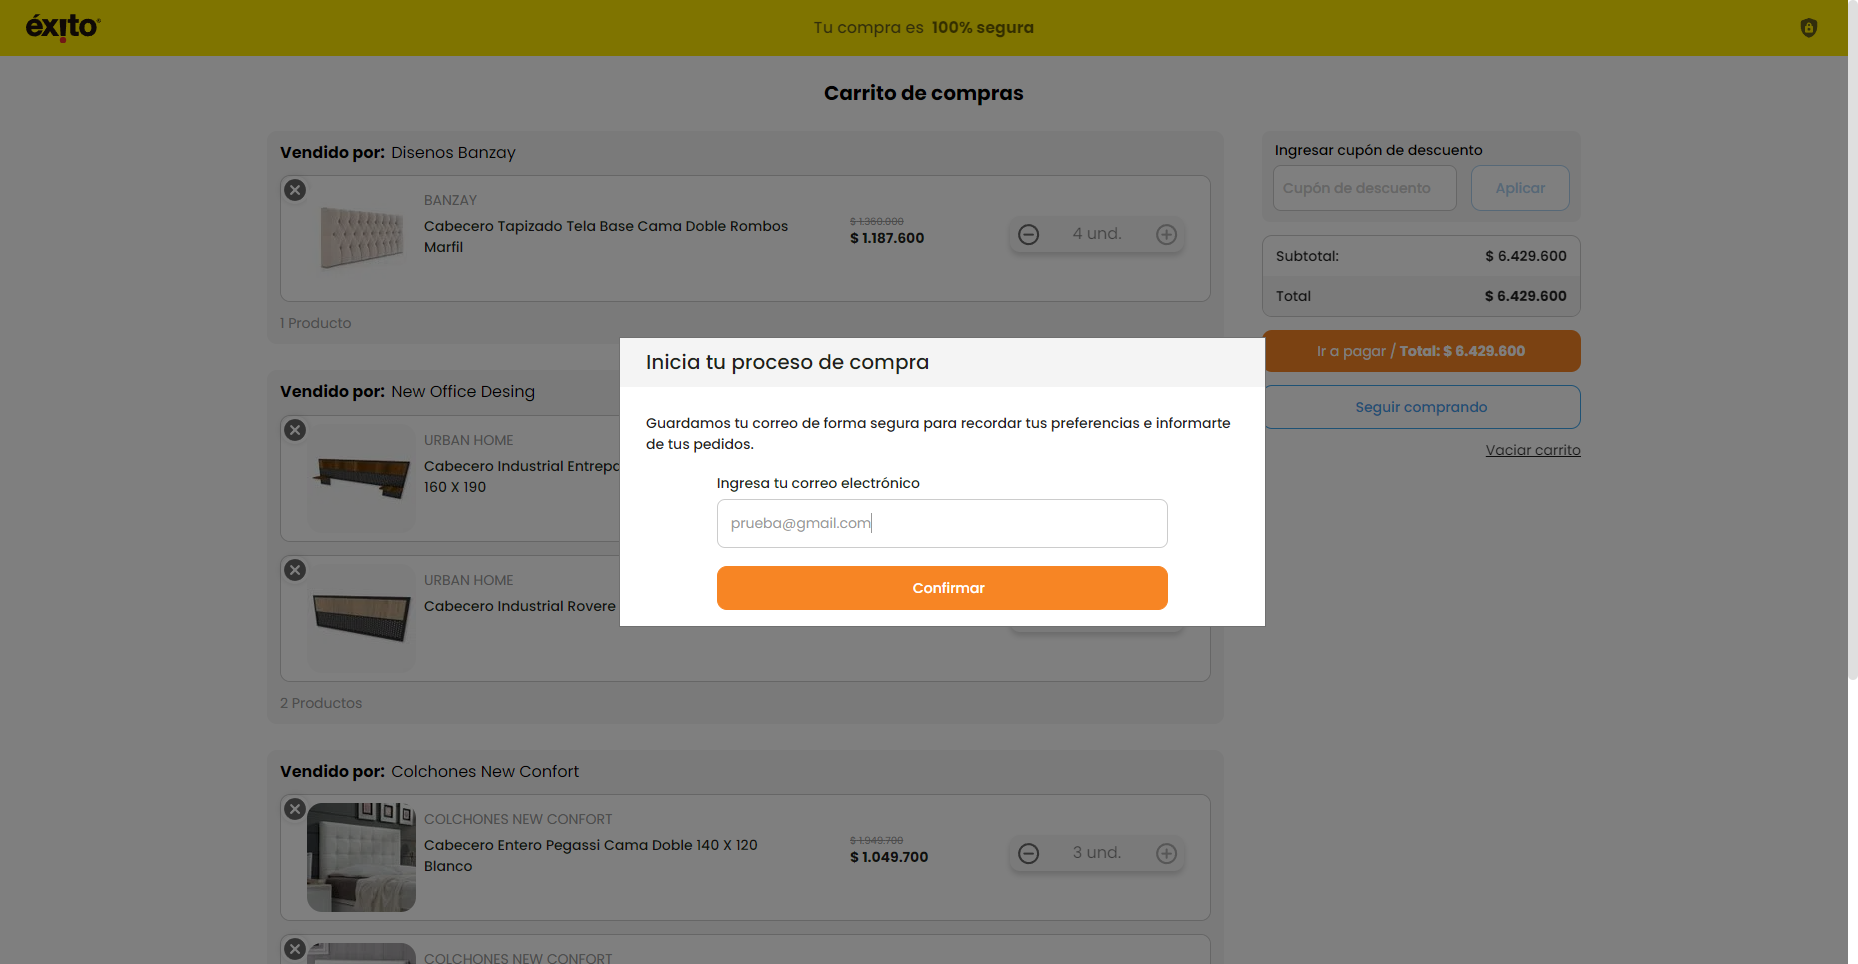 éxito
Tu compra es 100% segura
Carrito de compras
Vendido por: Disenos Banzay
BANZAY
Cabecero Tapizado Tela Base Cama Doble Rombos
Marfil
$ 1.360.000
$ 1.187.600
4 und.
1 Producto
Vendido por: New Office Desing
URBAN HOME
Cabecero Industrial Entrepa
160 X 190
URBAN HOME
Cabecero Industrial Rovere
2 Productos
Vendido por: Colchones New Confort
COLCHONES NEW CONFORT
Cabecero Entero Pegassi Cama Doble 140 X 120
Blanco
$ 1.949.700
$ 1.049.700
3 und.
COLCHONES NEW CONFORT
Ingresar cupón de descuento
Cupón de descuento
Aplicar
Subtotal: $ 6.429.600
Total $ 6.429.600
Ir a pagar / Total: $ 6.429.600
Seguir comprando
Vaciar carrito
Inicia tu proceso de compra
Guardamos tu correo de forma segura para recordar tus preferencias e informarte
de tus pedidos.
Ingresa tu correo electrónico
prueba@gmail.com
Confirmar